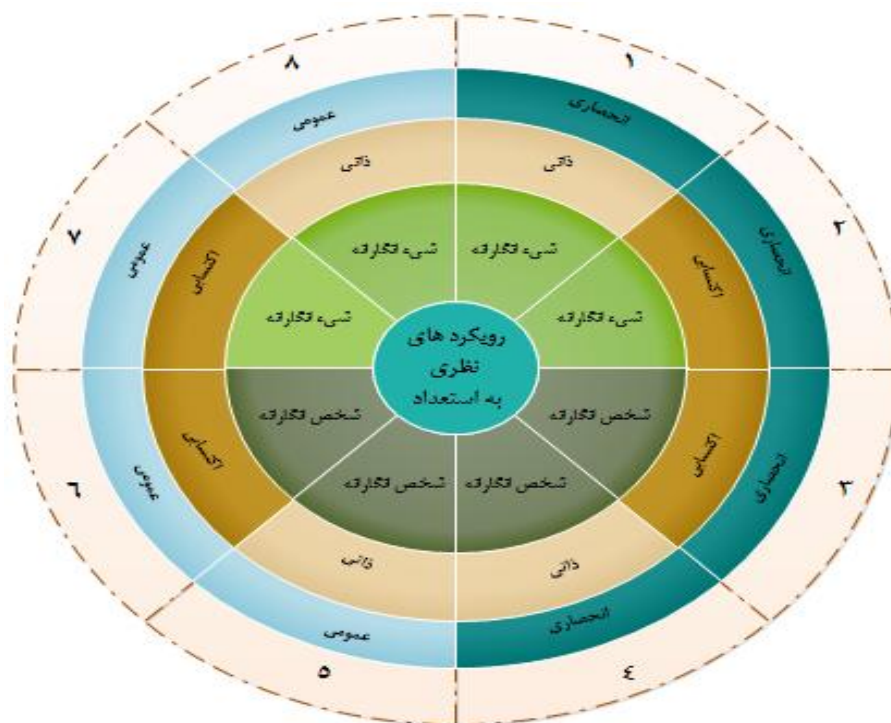 رویکرد های
نظری
به استعداد
۱
انحصاری
ذاتی
شیء انگارانه
۲
انحصاری
اکتسابی
شیء انگارانه
۳
انحصاری
اکتسابی
شخص انگارانه
۴
انحصاری
ذاتی
شخص انگارانه
۵
عمومی
ذاتی
شخص انگارانه
۶
عمومی
اکتسابی
شخص انگارانه
۷
عمومی
اکتسابی
شیء انگارانه
۸
عمومی
ذاتی
شیء انگارانه